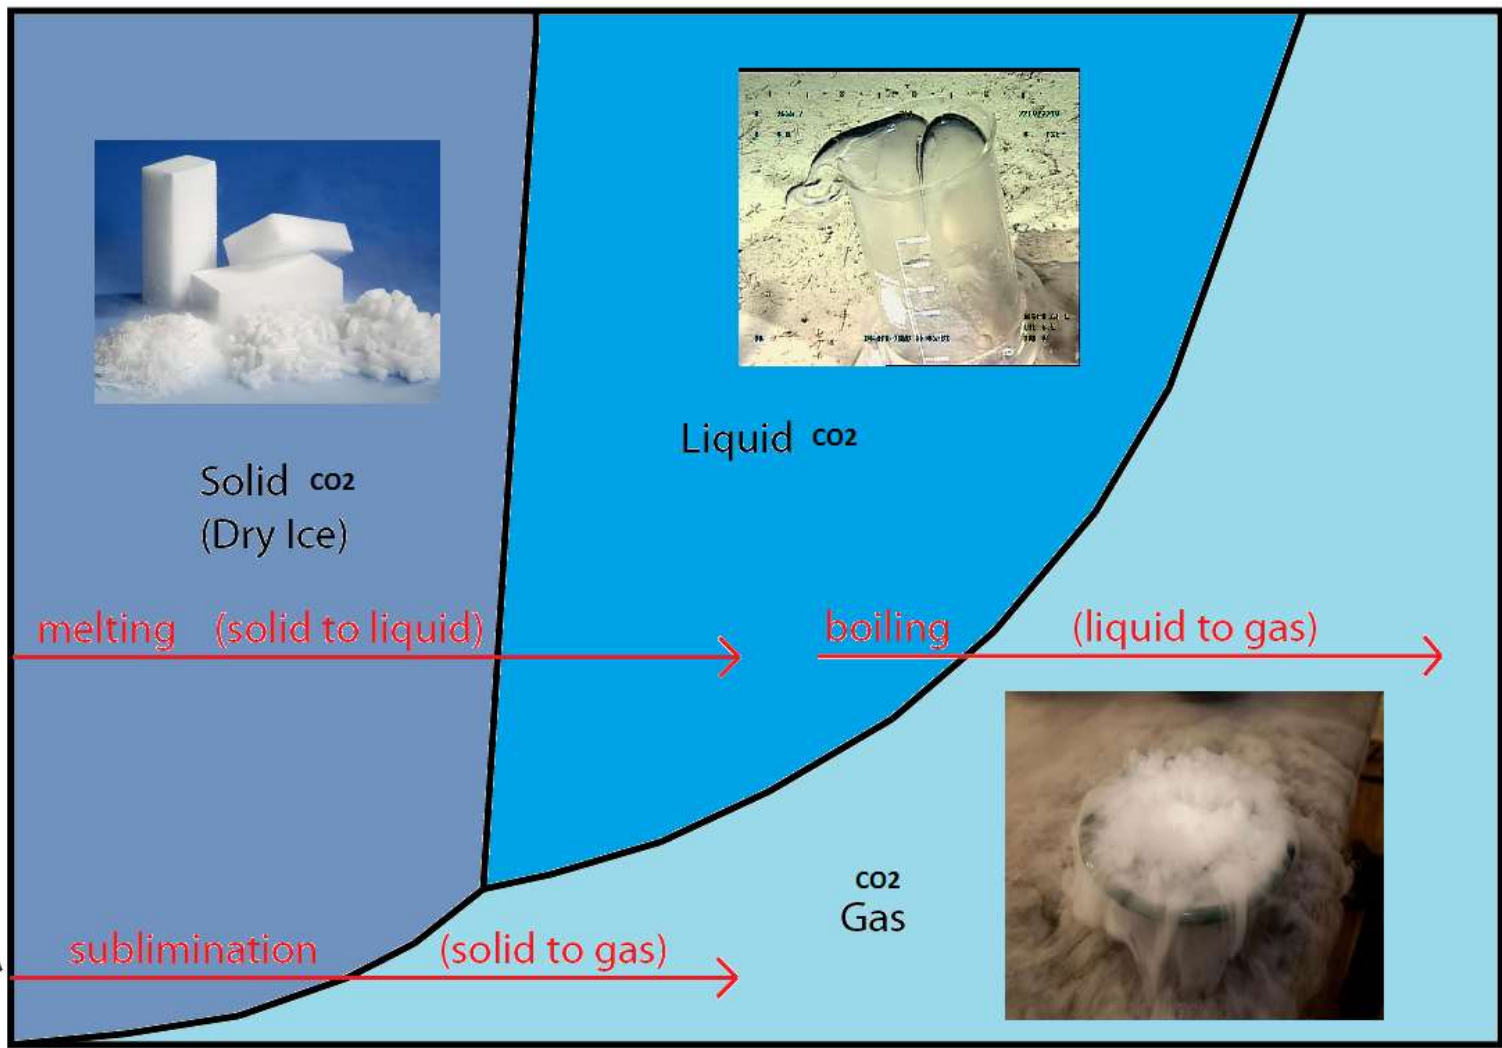 Solid CO2
(Dry Ice)
Liquid CO2
melting (solid to liquid)
boiling (liquid to gas)
CO2
Gas
sublimination (solid to gas)